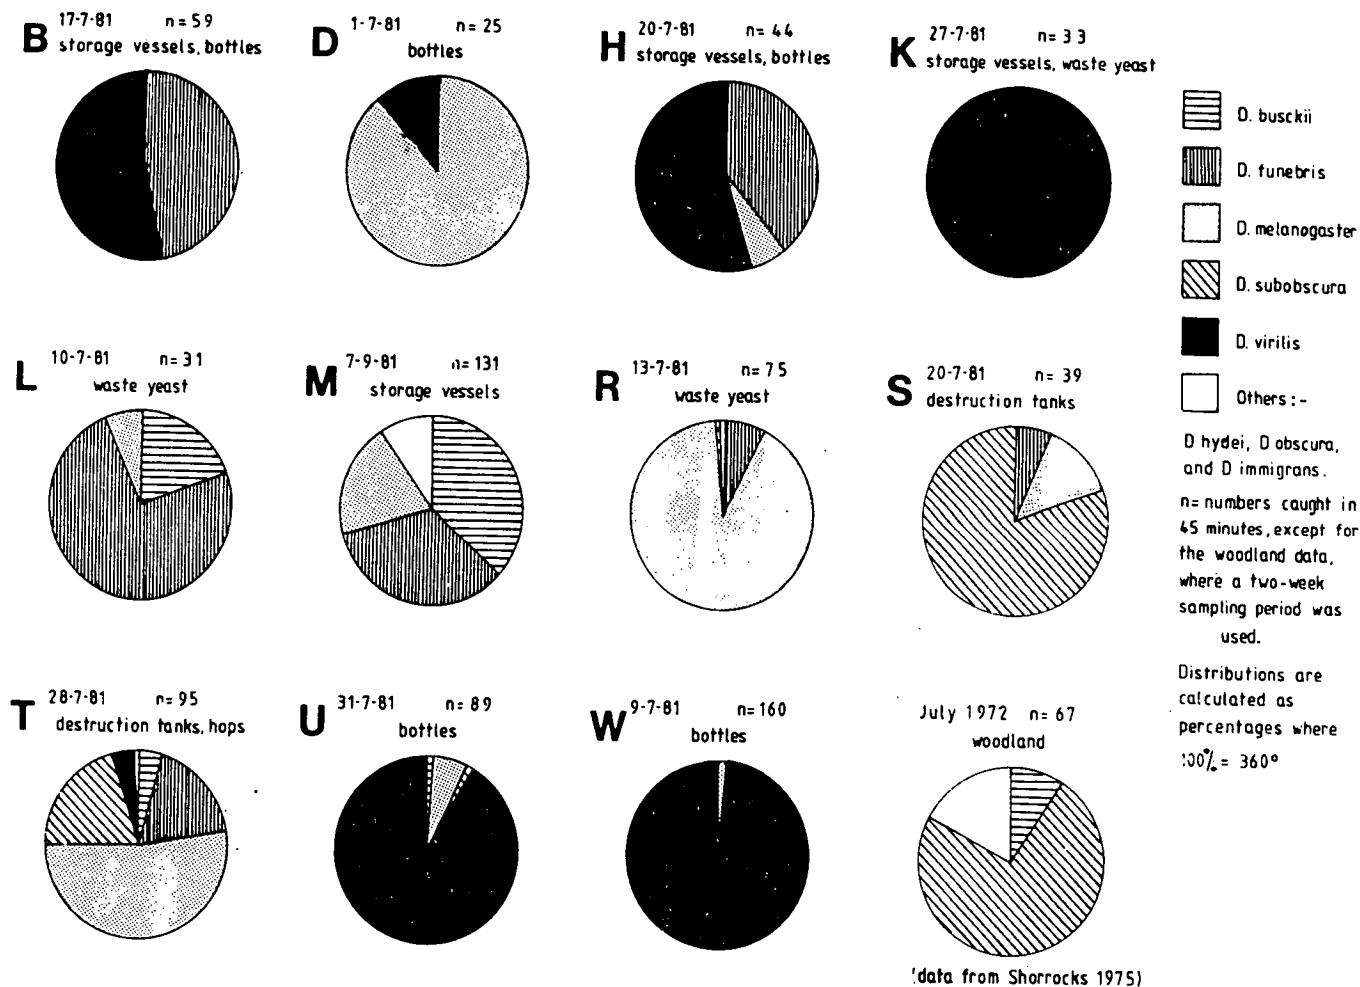 B 17-7-81 n=59
storage vessels, bottles
D 1-7-81 n=25
bottles
H 20-7-81 n=44
storage vessels, bottles
K 27-7-81 n=33
storage vessels, waste yeast
L 10-7-81 n=31
waste yeast
M 7-9-81 n=131
storage vessels
R 13-7-81 n=75
waste yeast
S 20-7-81 n=39
destruction tanks
T 28-7-81 n=95
destruction tanks, hops
U 31-7-81 n=89
bottles
W 9-7-81 n=160
bottles
July 1972 n=67
woodland
(data from Shorrocks 1975)
D. busckii
D. funebris
D. melanogaster
D. subobscura
D. virilis
Others:-
D hydei, D obscura,
and D immigrans.
n= numbers caught in
45 minutes, except for
the woodland data,
where a two-week
sampling period was
used.
Distributions are
calculated as
percentages where
100% = 360°